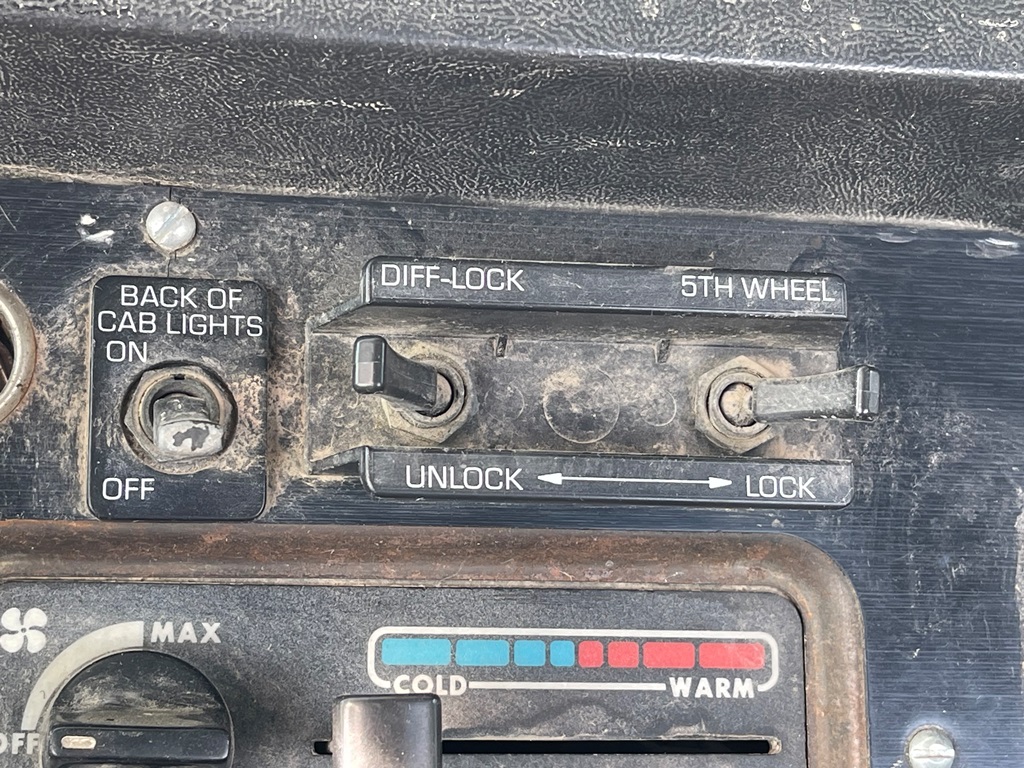 DIFF-LOCK
5TH WHEEL
BACK OF
CAB LIGHTS
ON
OFF
UNLOCK
LOCK
MAX
OFF
COLD
WARM